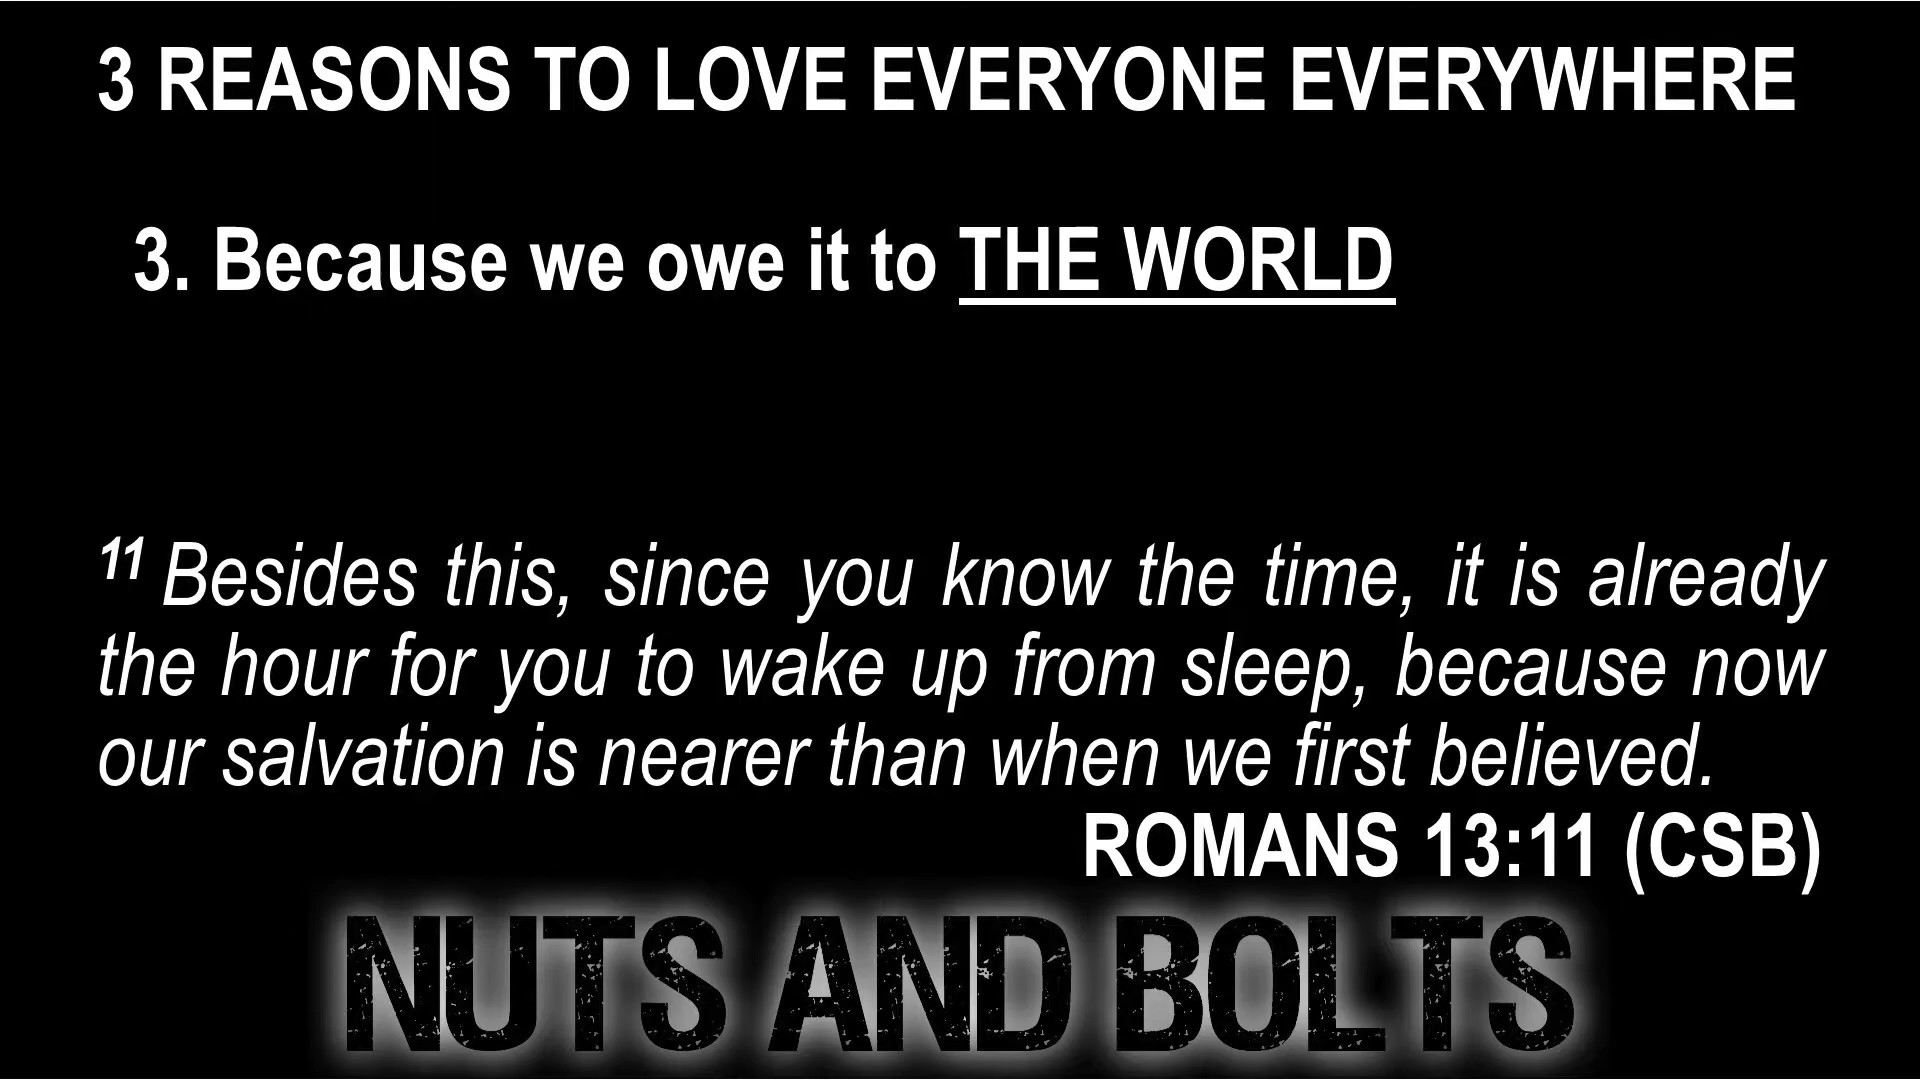 3 REASONS TO LOVE EVERYONE EVERYWHERE
3. Because we owe it to THE WORLD
11 Besides this, since you know the time, it is already
the hour for you to wake up from sleep, because now
our salvation is nearer than when we first believed.
ROMANS 13:11 (CSB)
NUTS AND BOLTS